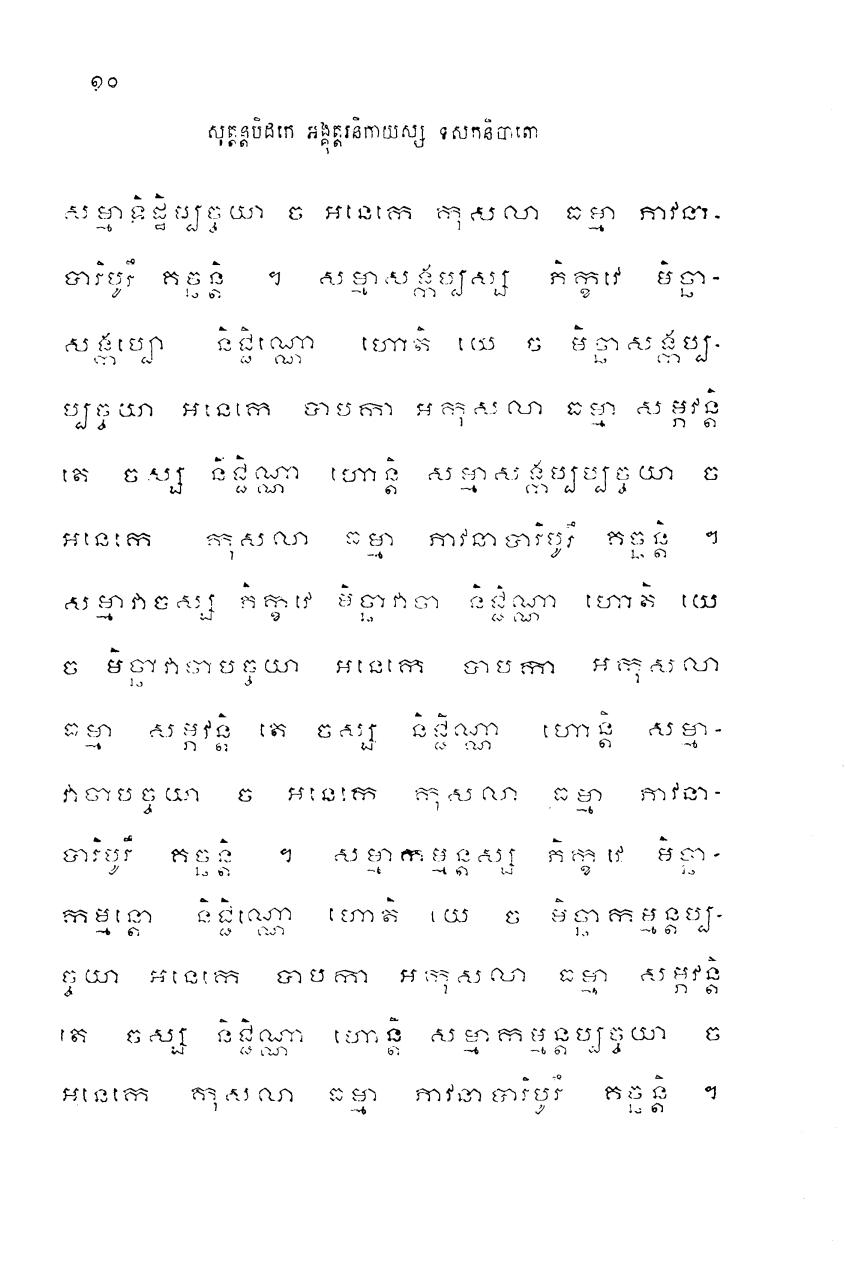 ១០
សុត្តន្តបិដកេ អង្គុត្តរនិកាយស្ស ទសកនិបាតោ
សម្មាទិដ្ឋិប្បច្ចយា ច អនេកេ កុសលា ធម្មា ភាវនា-
បារិបូរឹ គច្ឆន្តិ ។ សម្មាសង្កប្បស្ស ភិក្ខវេ មិច្ឆា-
សង្កប្បោ និជ្ជិណ្ណោ ហោតិ យេ ច មិច្ឆាសង្កប្ប-
ប្បច្ចយា អនេកេ បាបកា អកុសលា ធម្មា សម្ភវន្តិ
តេ ចស្ស និជ្ជិណ្ណា ហោន្តិ សម្មាសង្កប្បប្បច្ចយា ច
អនេកេ កុសលា ធម្មា ភាវនាបារិបូរឹ គច្ឆន្តិ ។
សម្មាវាចស្ស ភិក្ខវេ មិច្ឆាវាចា និជ្ជិណ្ណា ហោតិ យេ
ច មិច្ឆាវាចាបច្ចយា អនេកេ បាបកា អកុសលា
ធម្មា សម្ភវន្តិ តេ ចស្ស និជ្ជិណ្ណា ហោន្តិ សម្មា-
វាចាបច្ចយា ច អនេកេ កុសលា ធម្មា ភាវនា-
បារិបូរឹ គច្ឆន្តិ ។ សម្មាកម្មន្តស្ស ភិក្ខវេ មិច្ឆា-
កម្មន្តោ និជ្ជិណ្ណោ ហោតិ យេ ច មិច្ឆាកម្មន្តប្ប-
ច្ចយា អនេកេ បាបកា អកុសលា ធម្មា សម្ភវន្តិ
តេ ចស្ស និជ្ជិណ្ណា ហោន្តិ សម្មាកម្មន្តប្បច្ចយា ច
អនេកេ កុសលា ធម្មា ភាវនាបារិបូរឹ គច្ឆន្តិ ។